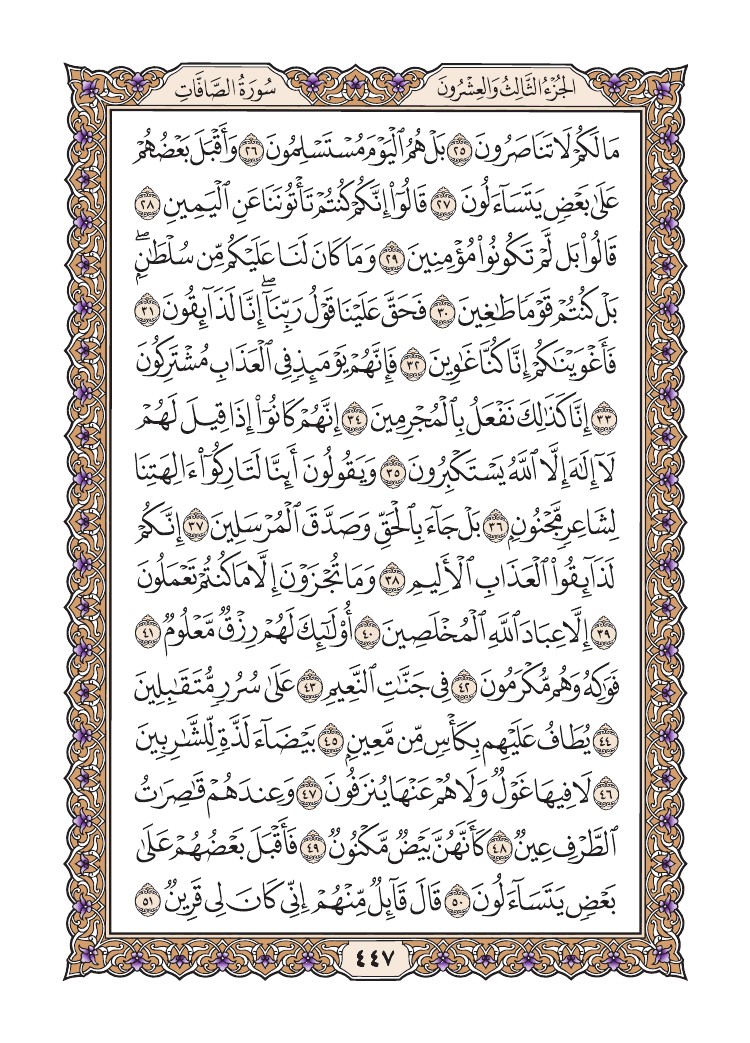 الجُزْءُ الثَّالِثُ وَالعِشْرُونَ
سُورَةُ الصَّافَّاتِ
مَا لَكُمْ لَا تَنَاصَرُونَ ٢٥ بَلْ هُمُ ٱلْيَوْمَ مُسْتَسْلِمُونَ ٢٦ وَأَقْبَلَ بَعْضُهُمْ
عَلَىٰ بَعْضٍ يَتَسَآءَلُونَ ٢٧ قَالُوٓا۟ إِنَّكُمْ كُنتُمْ تَأْتُونَنَا عَنِ ٱلْيَمِينِ ٢٨
قَالُوا۟ بَل لَّمْ تَكُونُوا۟ مُؤْمِنِينَ ٢٩ وَمَا كَانَ لَنَا عَلَيْكُم مِّن سُلْطَـٰنٍۭۖ
بَلْ كُنتُمْ قَوْمًا طَـٰغِينَ ٣٠ فَحَقَّ عَلَيْنَا قَوْلُ رَبِّنَآۖ إِنَّا لَذَآئِقُونَ ٣١
فَأَغْوَيْنَـٰكُمْ إِنَّا كُنَّا غَـٰوِينَ ٣٢ فَإِنَّهُمْ يَوْمَئِذٍ فِى ٱلْعَذَابِ مُشْتَرِكُونَ
٣٣ إِنَّا كَذَٰلِكَ نَفْعَلُ بِٱلْمُجْرِمِينَ ٣٤ إِنَّهُمْ كَانُوٓا۟ إِذَا قِيلَ لَهُمْ
لَآ إِلَـٰهَ إِلَّا ٱللَّهُ يَسْتَكْبِرُونَ ٣٥ وَيَقُولُونَ أَئِنَّا لَتَارِكُوٓا۟ ءَالِهَتِنَا
لِشَاعِرٍ مَّجْنُونٍۭ ٣٦ بَلْ جَآءَ بِٱلْحَقِّ وَصَدَّقَ ٱلْمُرْسَلِينَ ٣٧ إِنَّكُمْ
لَذَآئِقُوا۟ ٱلْعَذَابِ ٱلْأَلِيمِ ٣٨ وَمَا تُجْزَوْنَ إِلَّا مَا كُنتُمْ تَعْمَلُونَ
٣٩ إِلَّا عِبَادَ ٱللَّهِ ٱلْمُخْلَصِينَ ٤٠ أُو۟لَـٰٓئِكَ لَهُمْ رِزْقٌ مَّعْلُومٌ ٤١
فَوَٰكِهُ وَهُم مُّكْرَمُونَ ٤٢ فِى جَنَّـٰتِ ٱلنَّعِيمِ ٤٣ عَلَىٰ سُرُرٍ مُّتَقَـٰبِلِينَ
٤٤ يُطَافُ عَلَيْهِم بِكَأْسٍ مِّن مَّعِينٍۭ ٤٥ بَيْضَآءَ لَذَّةٍ لِّلشَّـٰرِبِينَ
٤٦ لَا فِيهَا غَوْلٌ وَلَا هُمْ عَنْهَا يُنزَفُونَ ٤٧ وَعِندَهُمْ قَـٰصِرَٰتُ
ٱلطَّرْفِ عِينٌ ٤٨ كَأَنَّهُنَّ بَيْضٌ مَّكْنُونٌ ٤٩ فَأَقْبَلَ بَعْضُهُمْ عَلَىٰ
بَعْضٍ يَتَسَآءَلُونَ ٥٠ قَالَ قَآئِلٌ مِّنْهُمْ إِنِّى كَانَ لِى قَرِينٌ ٥١
٤٤٧